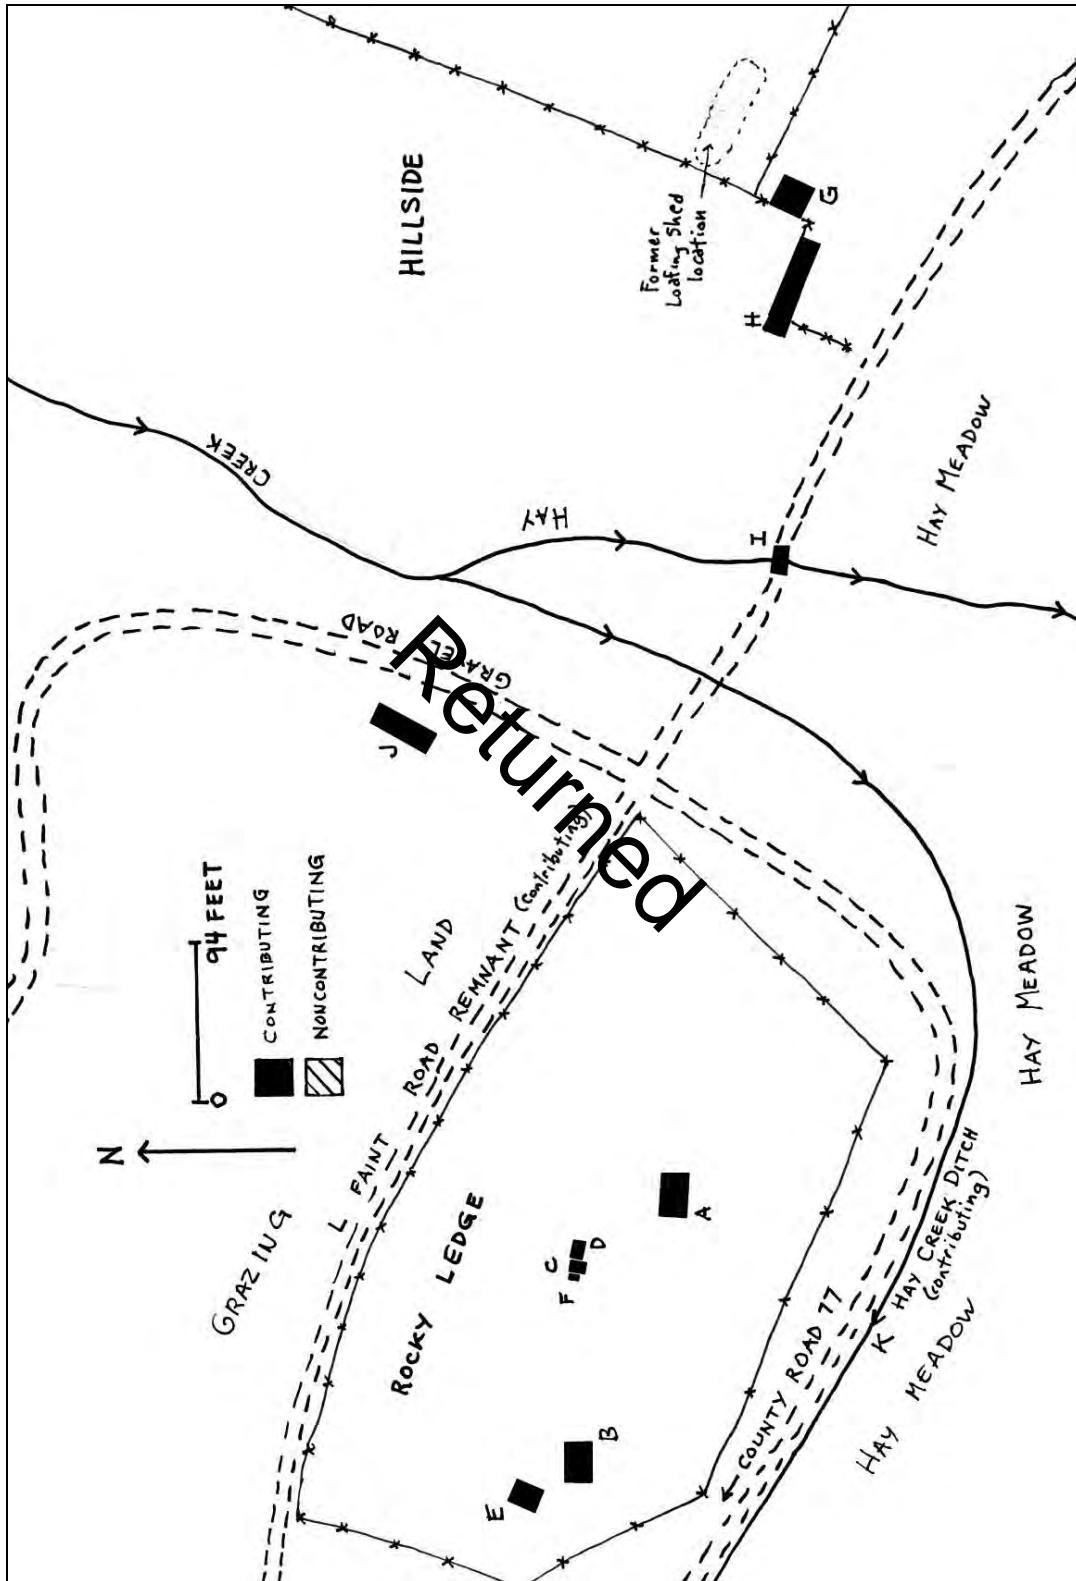 HILLSIDE
Former
Loafing Shed
location
G
H
CREEK
HAY
I
HAY MEADOW
GRAVEL ROAD
J
Returned
94 FEET
0
CONTRIBUTING
NONCONTRIBUTING
N
GRAZING LAND
L FAINT ROAD REMNANT (contributing)
ROCKY LEDGE
A
C
D
F
B
E
COUNTY ROAD 77
K
HAY CREEK DITCH
(contributing)
HAY MEADOW
HAY MEADOW